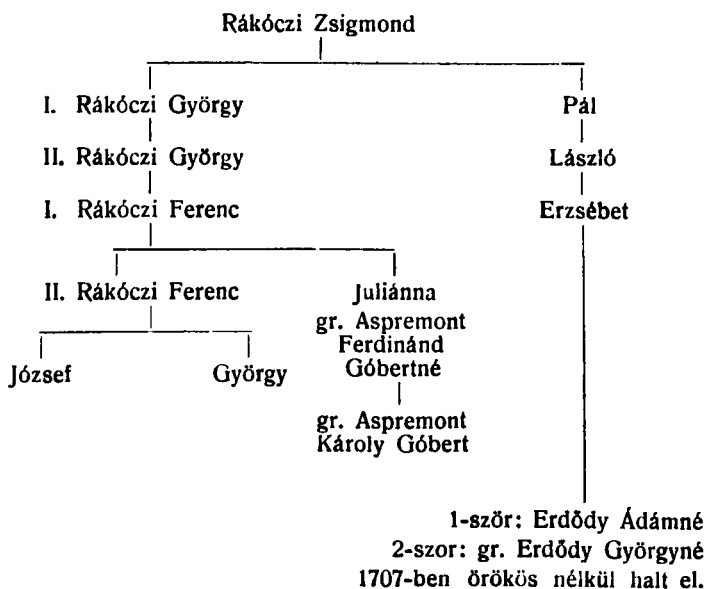 Rákóczi Zsigmond
I. Rákóczi György
Pál
II. Rákóczi György
László
I. Rákóczi Ferenc
Erzsébet
II. Rákóczi Ferenc
Juliánna
gr. Aspremont
Ferdinánd
Góbertné
József
György
gr. Aspremont
Károly Góbert
1-ször: Erdődy Ádámné
2-szor: gr. Erdődy Györgyné
1707-ben örökös nélkül halt el.